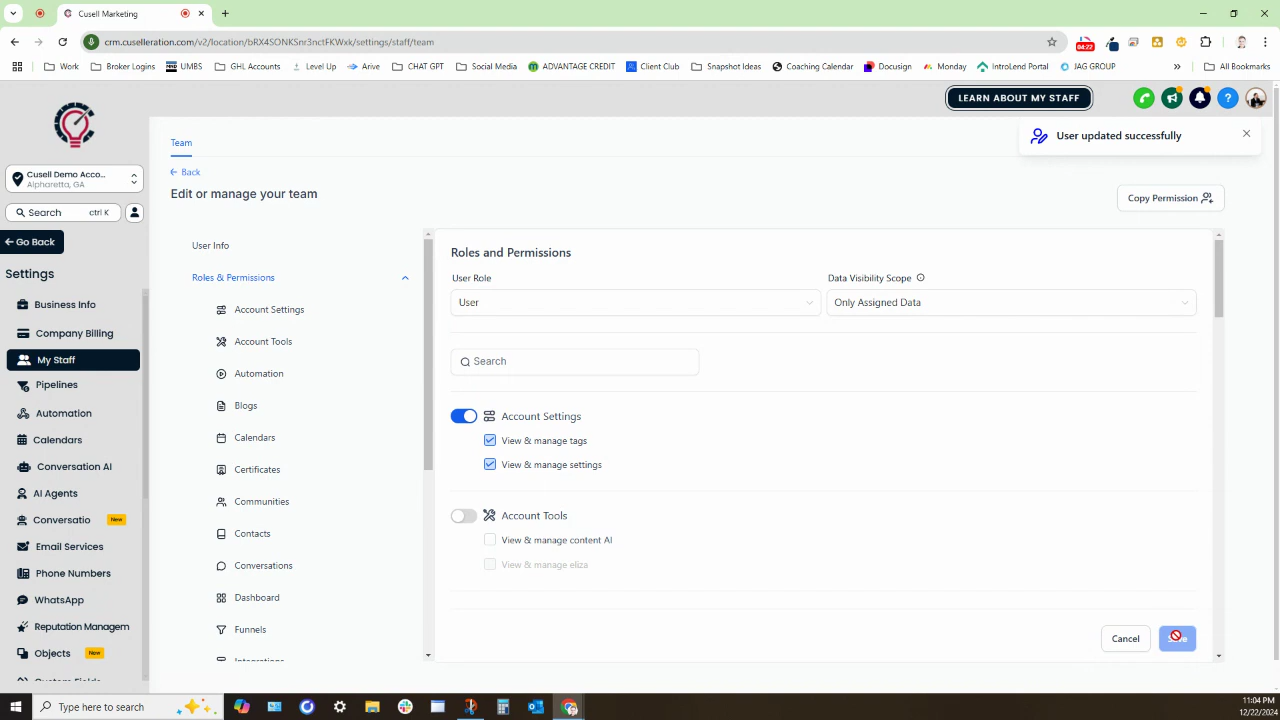 Cusell Marketing
crm.cuselleration.com/v2/location/bRX4SONKSnr3nctFKWxk/settings/staff/team
04:27
Work
Broker Logins
UMBS
GHL Accounts
Level Up
Arive
CHAT GPT
Social Media
ADVANTAGE CREDIT
Client Club
Snapshot Ideas
Coaching Calendar
Docusign
Monday
IntroLend Portal
JAG GROUP
All Bookmarks
LEARN ABOUT MY STAFF
Team
User updated successfully
Back
Cusell Demo Acco...
Alpharetta, GA
Edit or manage your team
Copy Permission
Search ctrl K
Go Back
User Info
Roles and Permissions
Settings
Roles & Permissions
User Role
Data Visibility Scope
User
Only Assigned Data
Business Info
Account Settings
Company Billing
Account Tools
My Staff
Search
Automation
Pipelines
Blogs
Automation
Account Settings
Calendars
Calendars
View & manage tags
Conversation AI
Certificates
View & manage settings
AI Agents
Communities
Conversatio New
Account Tools
Contacts
View & manage content AI
Email Services
Conversations
View & manage eliza
Phone Numbers
Dashboard
WhatsApp
Reputation Managem
Funnels
Cancel
Objects New
Integrations
Custom Fields
Type here to search
11:04 PM
12/22/2024